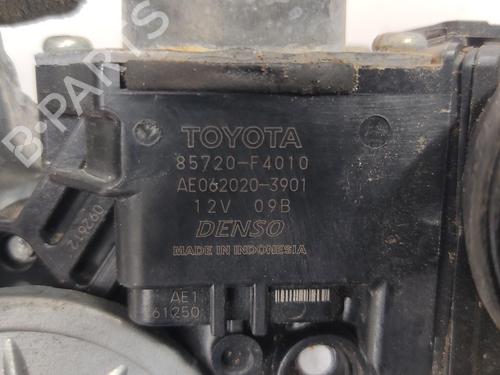 B-PARTS
TOYOTA
85720-F4010
AE062020-3901
12V 09B
DENSO
MADE IN INDONESIA
AE1
61250